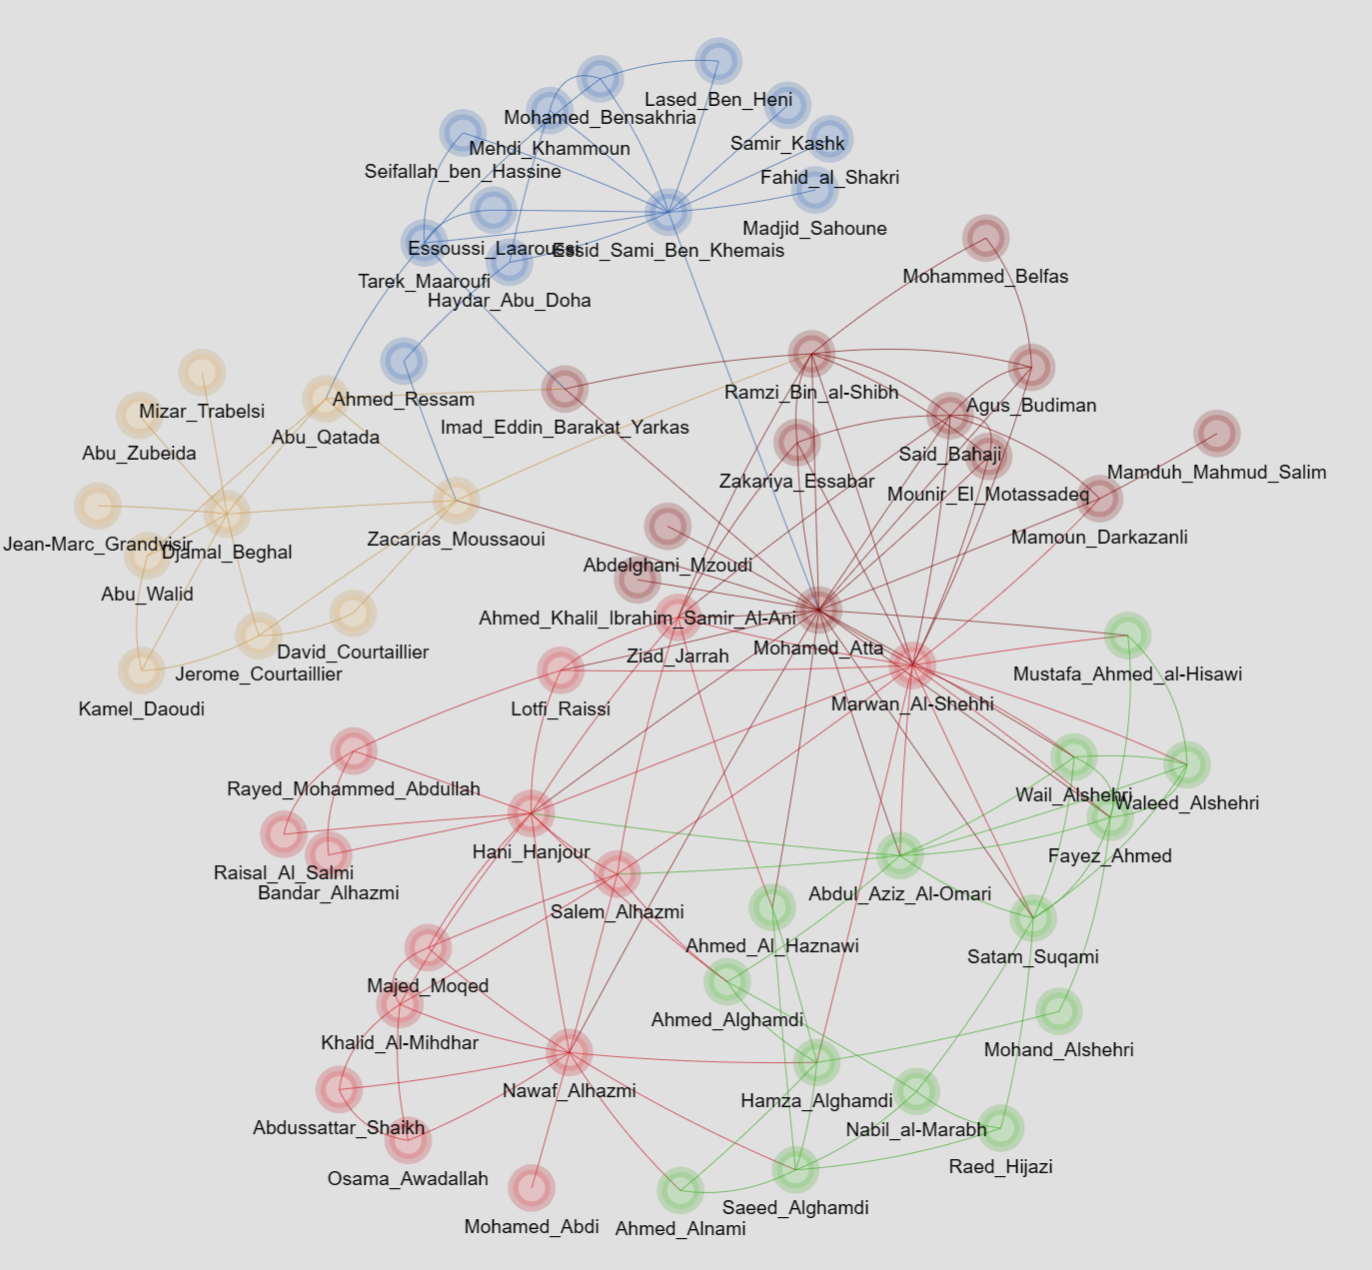 Lased_Ben_Heni
Mohamed_Bensakhria
Samir_Kashk
Mehdi_Khammoun
Seifallah_ben_Hassine
Fahid_al_Shakri
Madjid_Sahoune
Essoussi_Laaroussi
Essid_Sami_Ben_Khemais
Mohammed_Belfas
Tarek_Maaroufi
Haydar_Abu_Doha
Ramzi_Bin_al-Shibh
Ahmed_Ressam
Agus_Budiman
Mizar_Trabelsi
Imad_Eddin_Barakat_Yarkas
Abu_Qatada
Abu_Zubeida
Said_Bahaji
Mamduh_Mahmud_Salim
Zakariya_Essabar
Mounir_El_Motassadeq
Mamoun_Darkazanli
Zacarias_Moussaoui
Jean-Marc_Grandvisir
Djamal_Beghal
Abdelghani_Mzoudi
Abu_Walid
Ahmed_Khalil_Ibrahim_Samir_Al-Ani
Mohamed_Atta
David_Courtaillier
Ziad_Jarrah
Jerome_Courtaillier
Mustafa_Ahmed_al-Hisawi
Marwan_Al-Shehhi
Kamel_Daoudi
Lotfi_Raissi
Rayed_Mohammed_Abdullah
Wail_Alshehri
Waleed_Alshehri
Hani_Hanjour
Fayez_Ahmed
Raisal_Al_Salmi
Bandar_Alhazmi
Abdul_Aziz_Al-Omari
Salem_Alhazmi
Ahmed_Al_Haznawi
Satam_Suqami
Majed_Moqed
Ahmed_Alghamdi
Khalid_Al-Mihdhar
Mohand_Alshehri
Nawaf_Alhazmi
Hamza_Alghamdi
Abdussattar_Shaikh
Nabil_al-Marabh
Raed_Hijazi
Osama_Awadallah
Saeed_Alghamdi
Mohamed_Abdi
Ahmed_Alnami